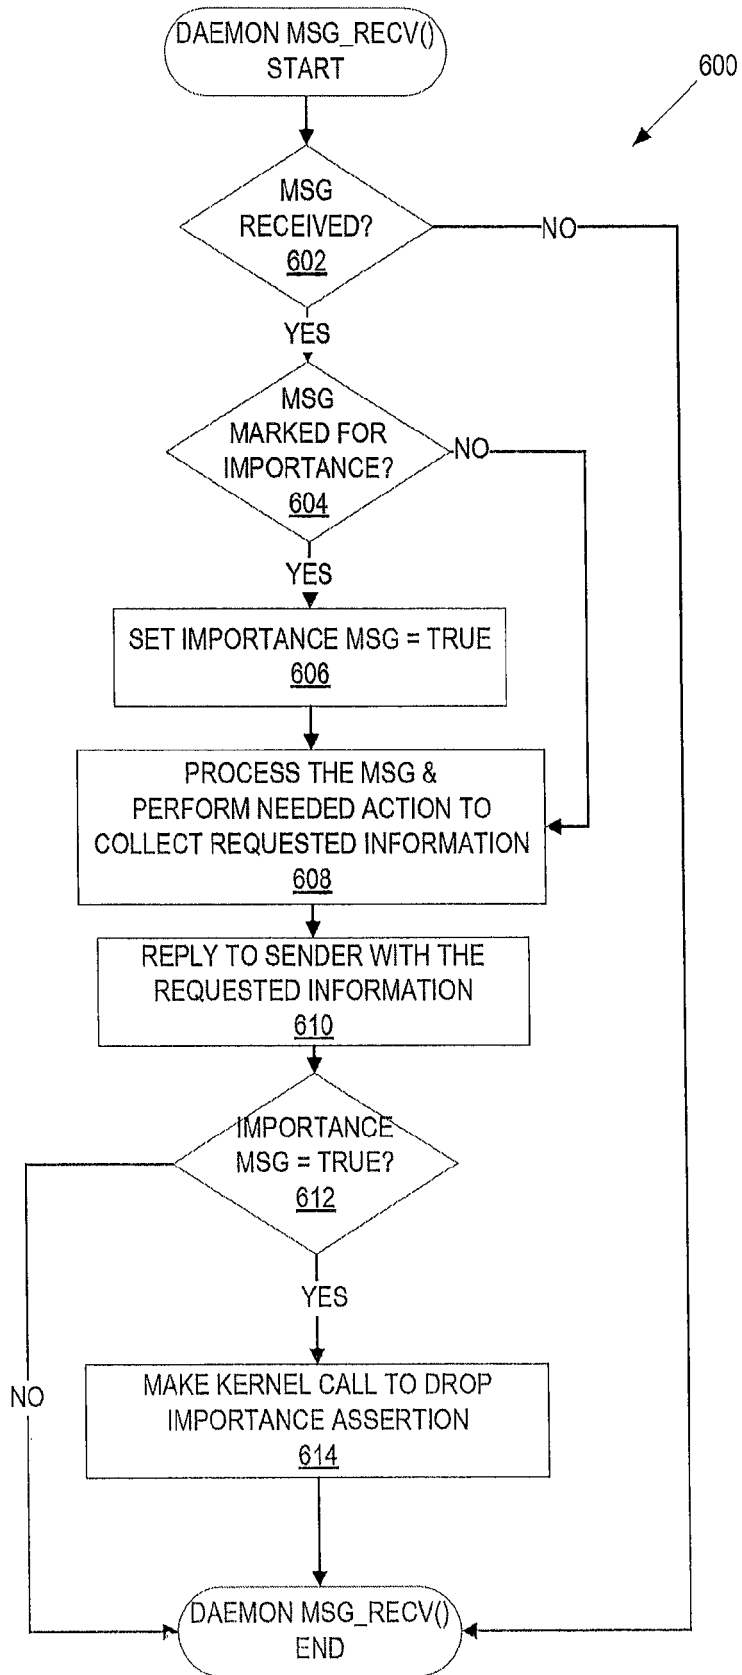 DAEMON MSG_RECV()
START
600
MSG
RECEIVED?
602
NO
YES
MSG
MARKED FOR
IMPORTANCE?
604
NO
YES
SET IMPORTANCE MSG = TRUE
606
PROCESS THE MSG &
PERFORM NEEDED ACTION TO
COLLECT REQUESTED INFORMATION
608
REPLY TO SENDER WITH THE
REQUESTED INFORMATION
610
IMPORTANCE
MSG = TRUE?
612
YES
NO
MAKE KERNEL CALL TO DROP
IMPORTANCE ASSERTION
614
DAEMON MSG_RECV()
END